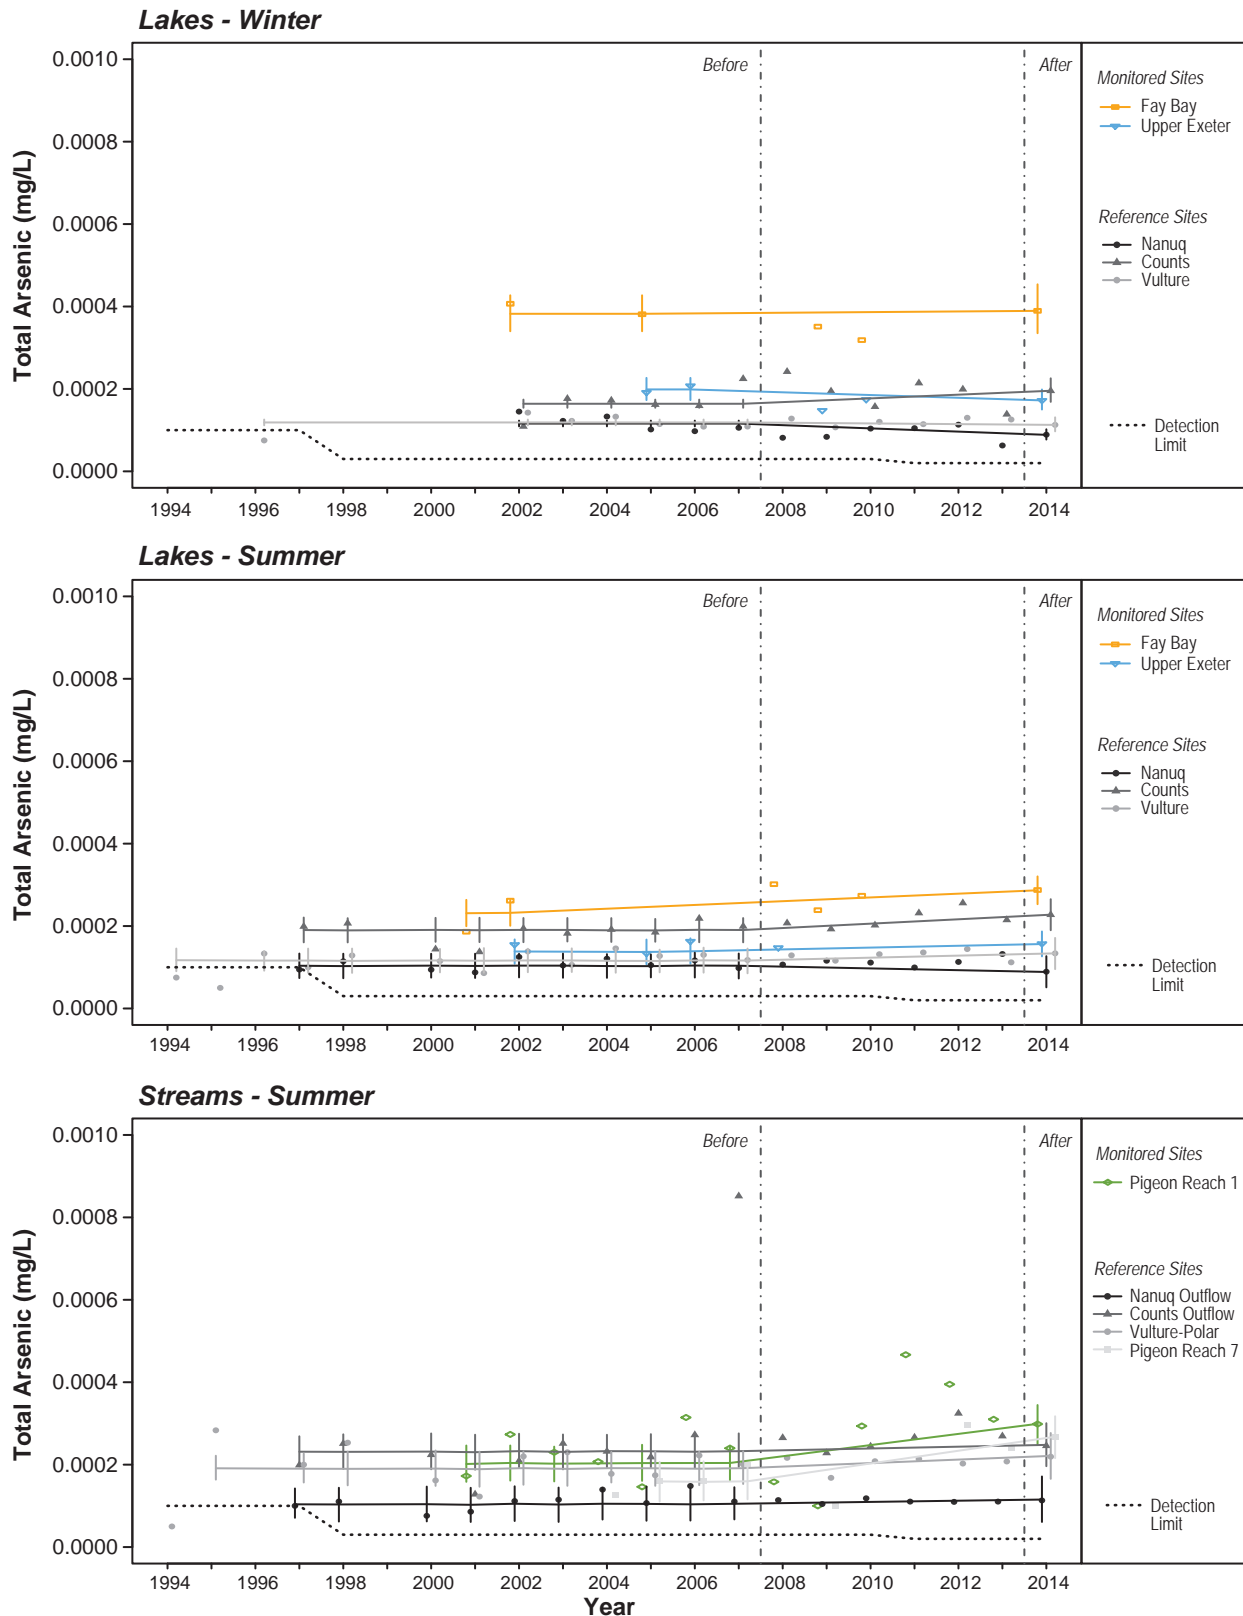 Lakes - Winter
Total Arsenic (mg/L)
0.0010
0.0008
0.0006
0.0004
0.0002
0.0000
Before
After
1994 1996 1998 2000 2002 2004 2006 2008 2010 2012 2014
Monitored Sites
Fay Bay
Upper Exeter
Reference Sites
Nanuq
Counts
Vulture
Detection
Limit
Lakes - Summer
Total Arsenic (mg/L)
0.0010
0.0008
0.0006
0.0004
0.0002
0.0000
Before
After
1994 1996 1998 2000 2002 2004 2006 2008 2010 2012 2014
Monitored Sites
Fay Bay
Upper Exeter
Reference Sites
Nanuq
Counts
Vulture
Detection
Limit
Streams - Summer
Total Arsenic (mg/L)
0.0010
0.0008
0.0006
0.0004
0.0002
0.0000
Before
After
1994 1996 1998 2000 2002 2004 2006 2008 2010 2012 2014
Year
Monitored Sites
Pigeon Reach 1
Reference Sites
Nanuq Outflow
Counts Outflow
Vulture-Polar
Pigeon Reach 7
Detection
Limit